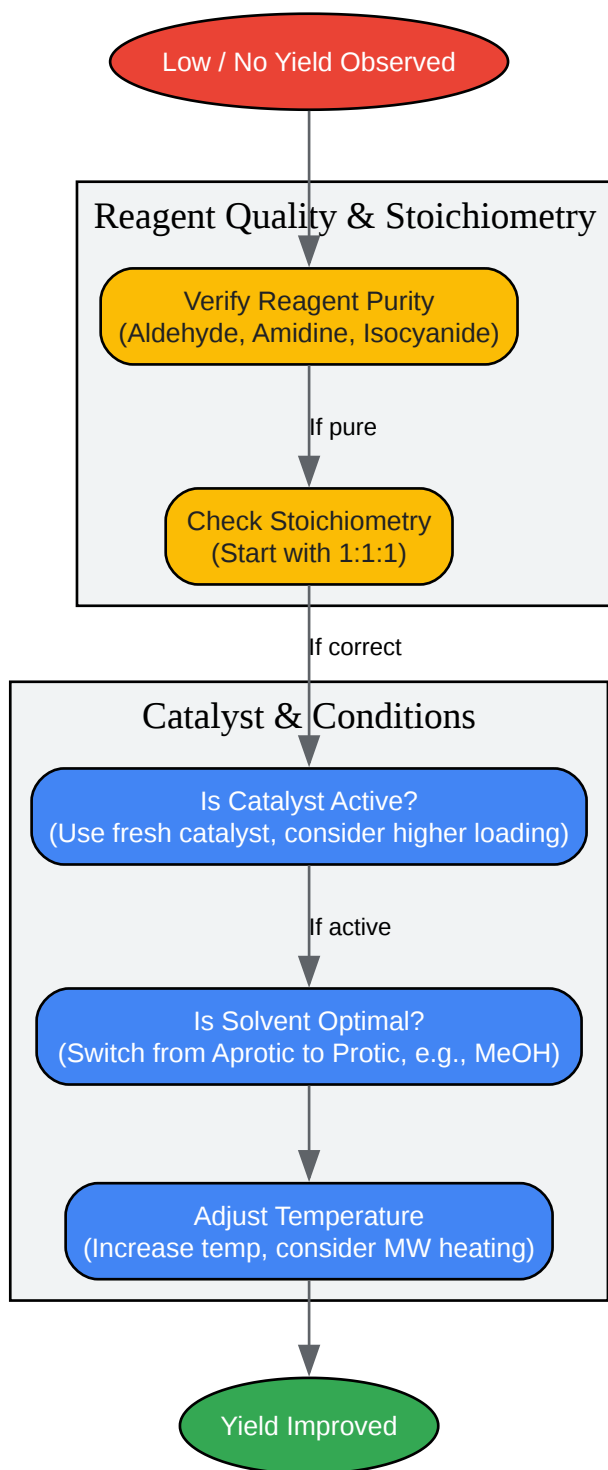 Low / No Yield Observed
Reagent Quality & Stoichiometry
Verify Reagent Purity
(Aldehyde, Amidine, Isocyanide)
If pure
Check Stoichiometry
(Start with 1:1:1)
If correct
Catalyst & Conditions
Is Catalyst Active?
(Use fresh catalyst, consider higher loading)
If active
Is Solvent Optimal?
(Switch from Aprotic to Protic, e.g., MeOH)
Adjust Temperature
(Increase temp, consider MW heating)
Yield Improved